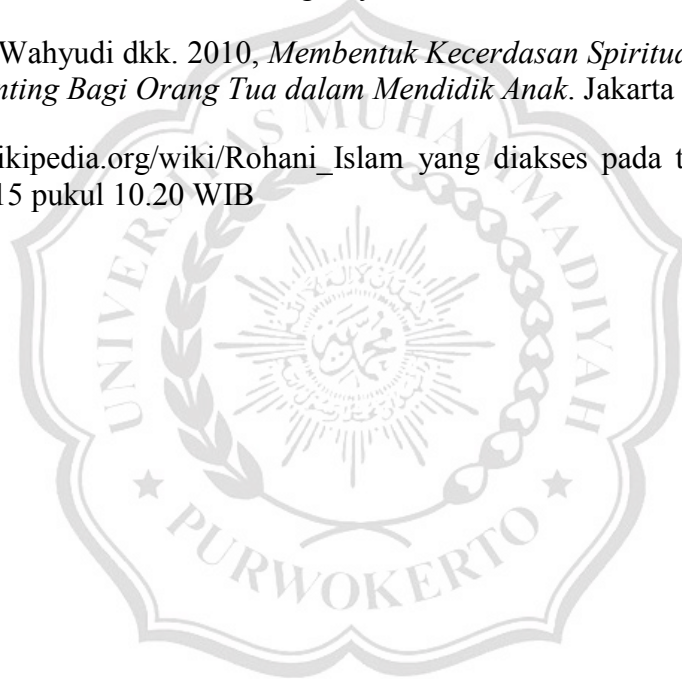 Wahyudi dkk. 2010, Membentuk Kecerdasan Spiritual
nting Bagi Orang Tua dalam Mendidik Anak. Jakarta
ikipedia.org/wiki/Rohani_Islam yang diakses pada t
15 pukul 10.20 WIB
UNIVERSITAS MUHAMMADIYAH
PURWOKERTO